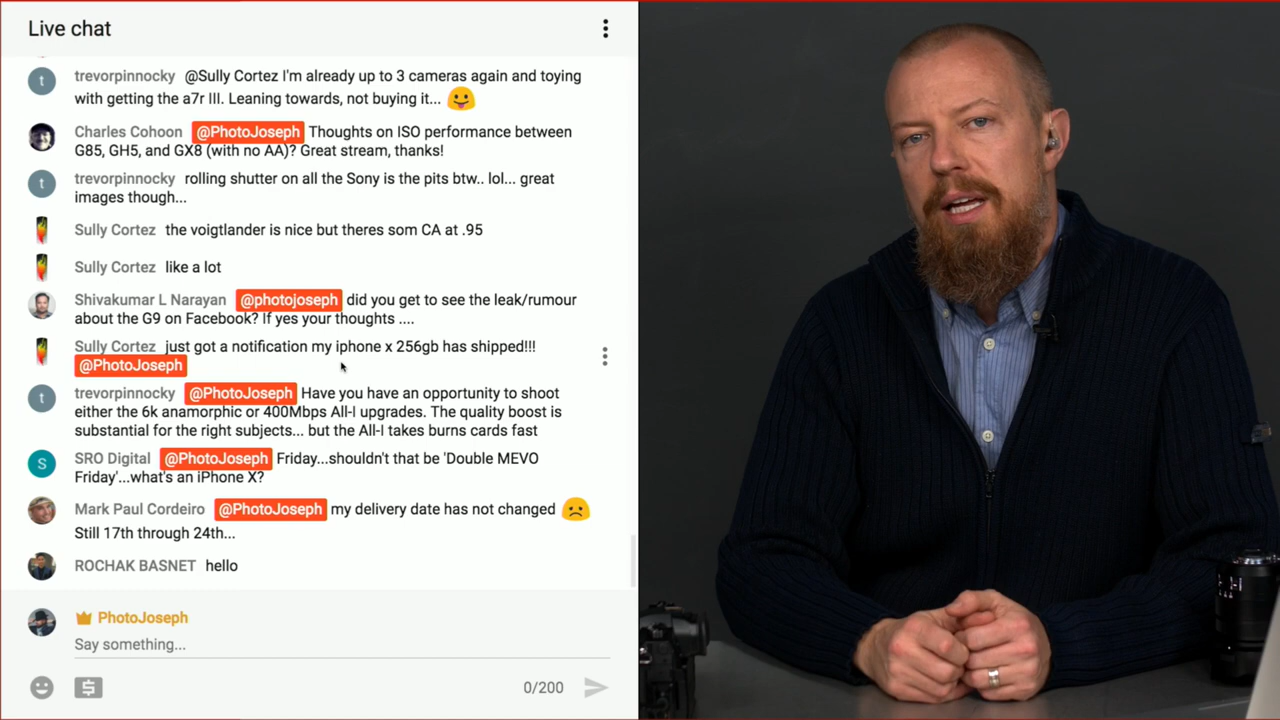 Live chat
trevorpinnocky @Sully Cortez I'm already up to 3 cameras again and toying
with getting the a7r III. Leaning towards, not buying it...
Charles Cohoon @PhotoJoseph Thoughts on ISO performance between
G85, GH5, and GX8 (with no AA)? Great stream, thanks!
trevorpinnocky rolling shutter on all the Sony is the pits btw.. lol... great
images though...
Sully Cortez the voigtlander is nice but theres som CA at .95
Sully Cortez like a lot
Shivakumar L Narayan @photojoseph did you get to see the leak/rumour
about the G9 on Facebook? If yes your thoughts ....
Sully Cortez just got a notification my iphone x 256gb has shipped!!!
@PhotoJoseph
trevorpinnocky @PhotoJoseph Have you have an opportunity to shoot
either the 6k anamorphic or 400Mbps All-I upgrades. The quality boost is
substantial for the right subjects... but the All-I takes burns cards fast
SRO Digital @PhotoJoseph Friday...shouldn't that be 'Double MEVO
Friday'...what's an iPhone X?
Mark Paul Cordeiro @PhotoJoseph my delivery date has not changed
Still 17th through 24th...
ROCHAK BASNET hello
PhotoJoseph
Say something...
0/200